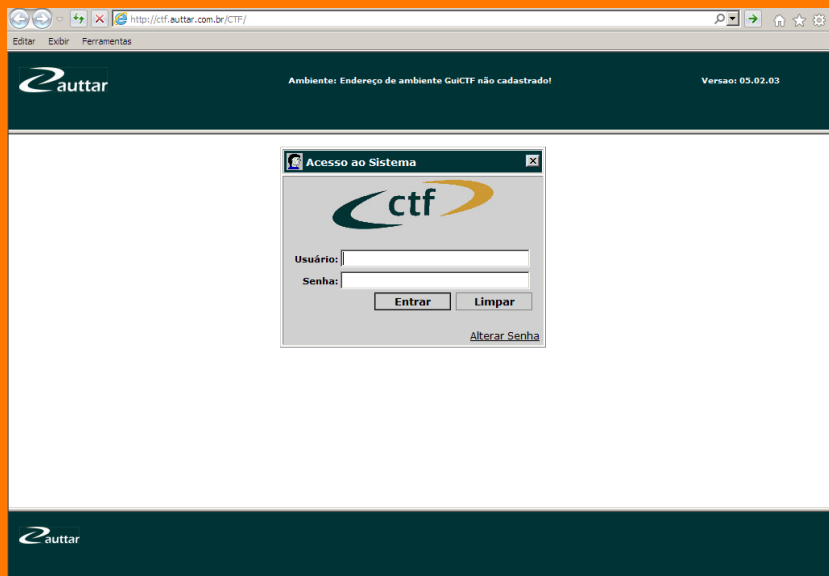 http://ctf.auttar.com.br/CTF/
Editar Exibir Ferramentas
auttar
Ambiente: Endereço de ambiente GuiCTF não cadastrado!
Versao: 05.02.03
Acesso ao Sistema
ctf
Usuário:
Senha:
Entrar Limpar
Alterar Senha
auttar